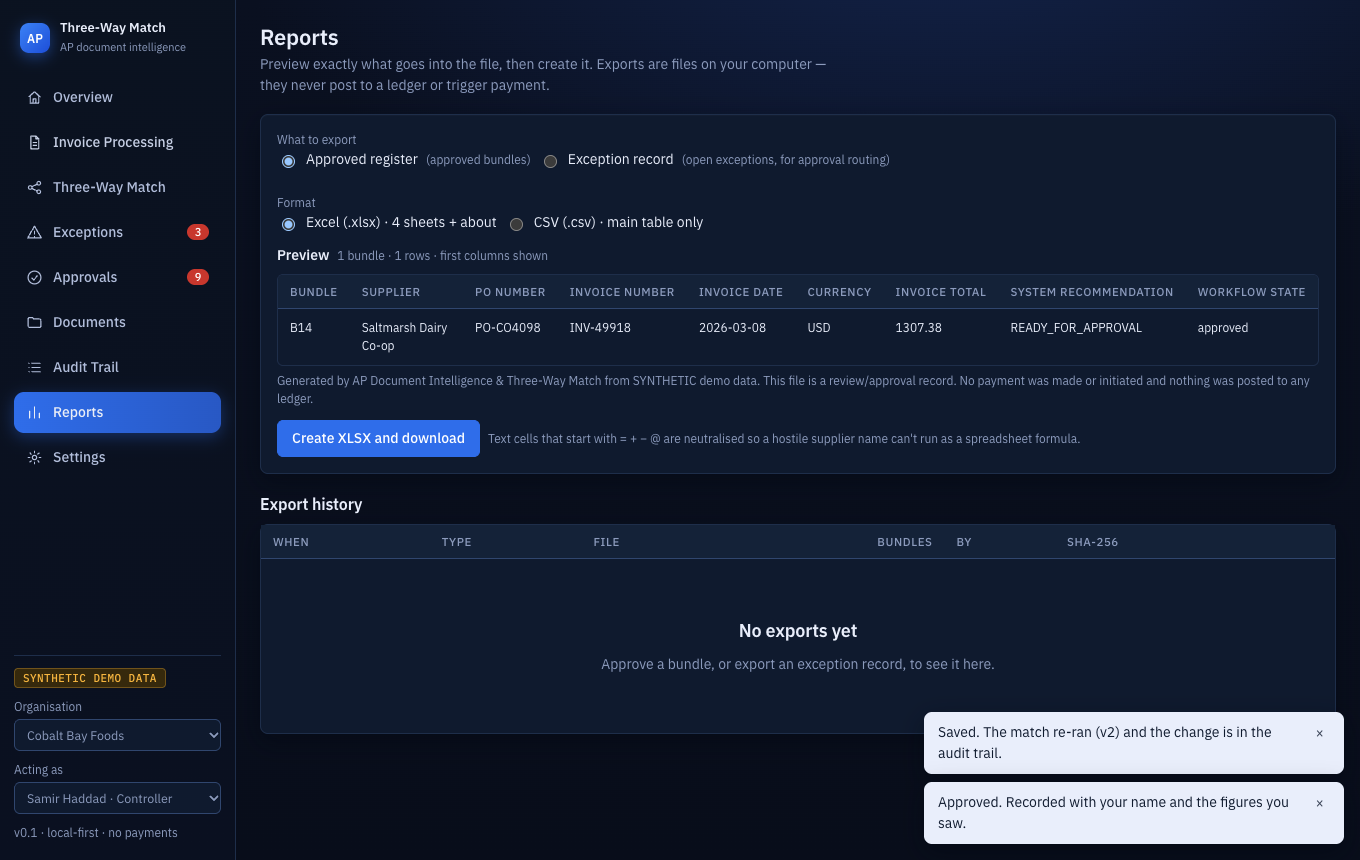 AP
Three-Way Match
AP document intelligence
Overview
Invoice Processing
Three-Way Match
Exceptions 3
Approvals 9
Documents
Audit Trail
Reports
Settings
SYNTHETIC DEMO DATA
Organisation
Cobalt Bay Foods
Acting as
Samir Haddad · Controller
v0.1 · local-first · no payments
Reports
Preview exactly what goes into the file, then create it. Exports are files on your computer —
they never post to a ledger or trigger payment.
What to export
Approved register (approved bundles) Exception record (open exceptions, for approval routing)
Format
Excel (.xlsx) · 4 sheets + about CSV (.csv) · main table only
Preview 1 bundle · 1 rows · first columns shown
BUNDLE SUPPLIER PO NUMBER INVOICE NUMBER INVOICE DATE CURRENCY INVOICE TOTAL SYSTEM RECOMMENDATION WORKFLOW STATE
B14 Saltmarsh Dairy PO-CO4098 INV-49918 2026-03-08 USD 1307.38 READY_FOR_APPROVAL approved
Co-op
Generated by AP Document Intelligence & Three-Way Match from SYNTHETIC demo data. This file is a review/approval record. No payment was made or initiated and nothing was posted to any
ledger.
Create XLSX and download Text cells that start with = + − @ are neutralised so a hostile supplier name can't run as a spreadsheet formula.
Export history
WHEN TYPE FILE BUNDLES BY SHA-256
No exports yet
Approve a bundle, or export an exception record, to see it here.
Saved. The match re-ran (v2) and the change is in the ×
audit trail.
Approved. Recorded with your name and the figures you ×
saw.